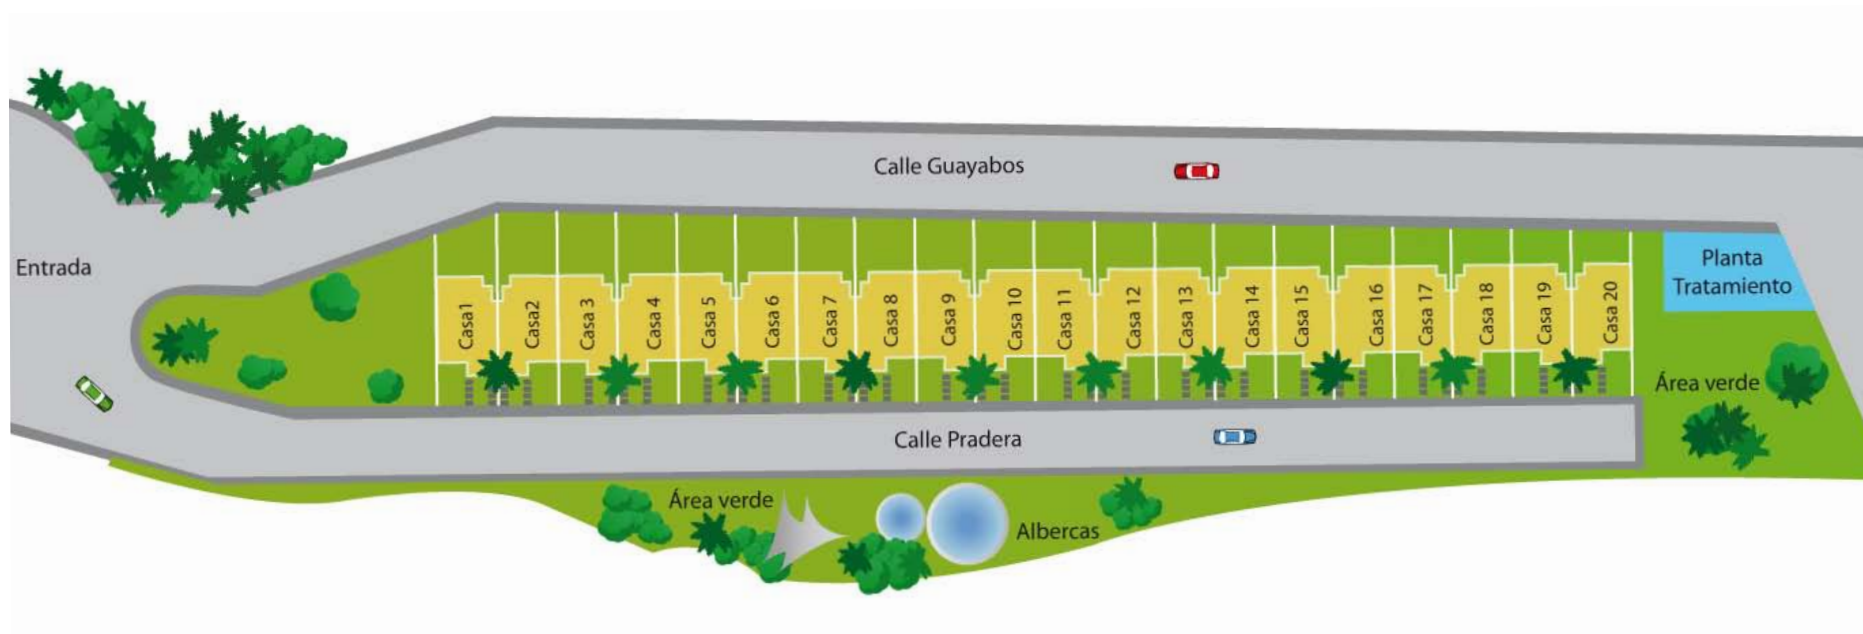 Calle Guayabos
Entrada
Casa1
Casa2
Casa 3
Casa 4
Casa 5
Casa 6
Casa 7
Casa 8
Casa 9
Casa 10
Casa 11
Casa 12
Casa 13
Casa 14
Casa 15
Casa 16
Casa 17
Casa 18
Casa 19
Casa 20
Planta
Tratamiento
Área verde
Calle Pradera
Área verde
Albercas